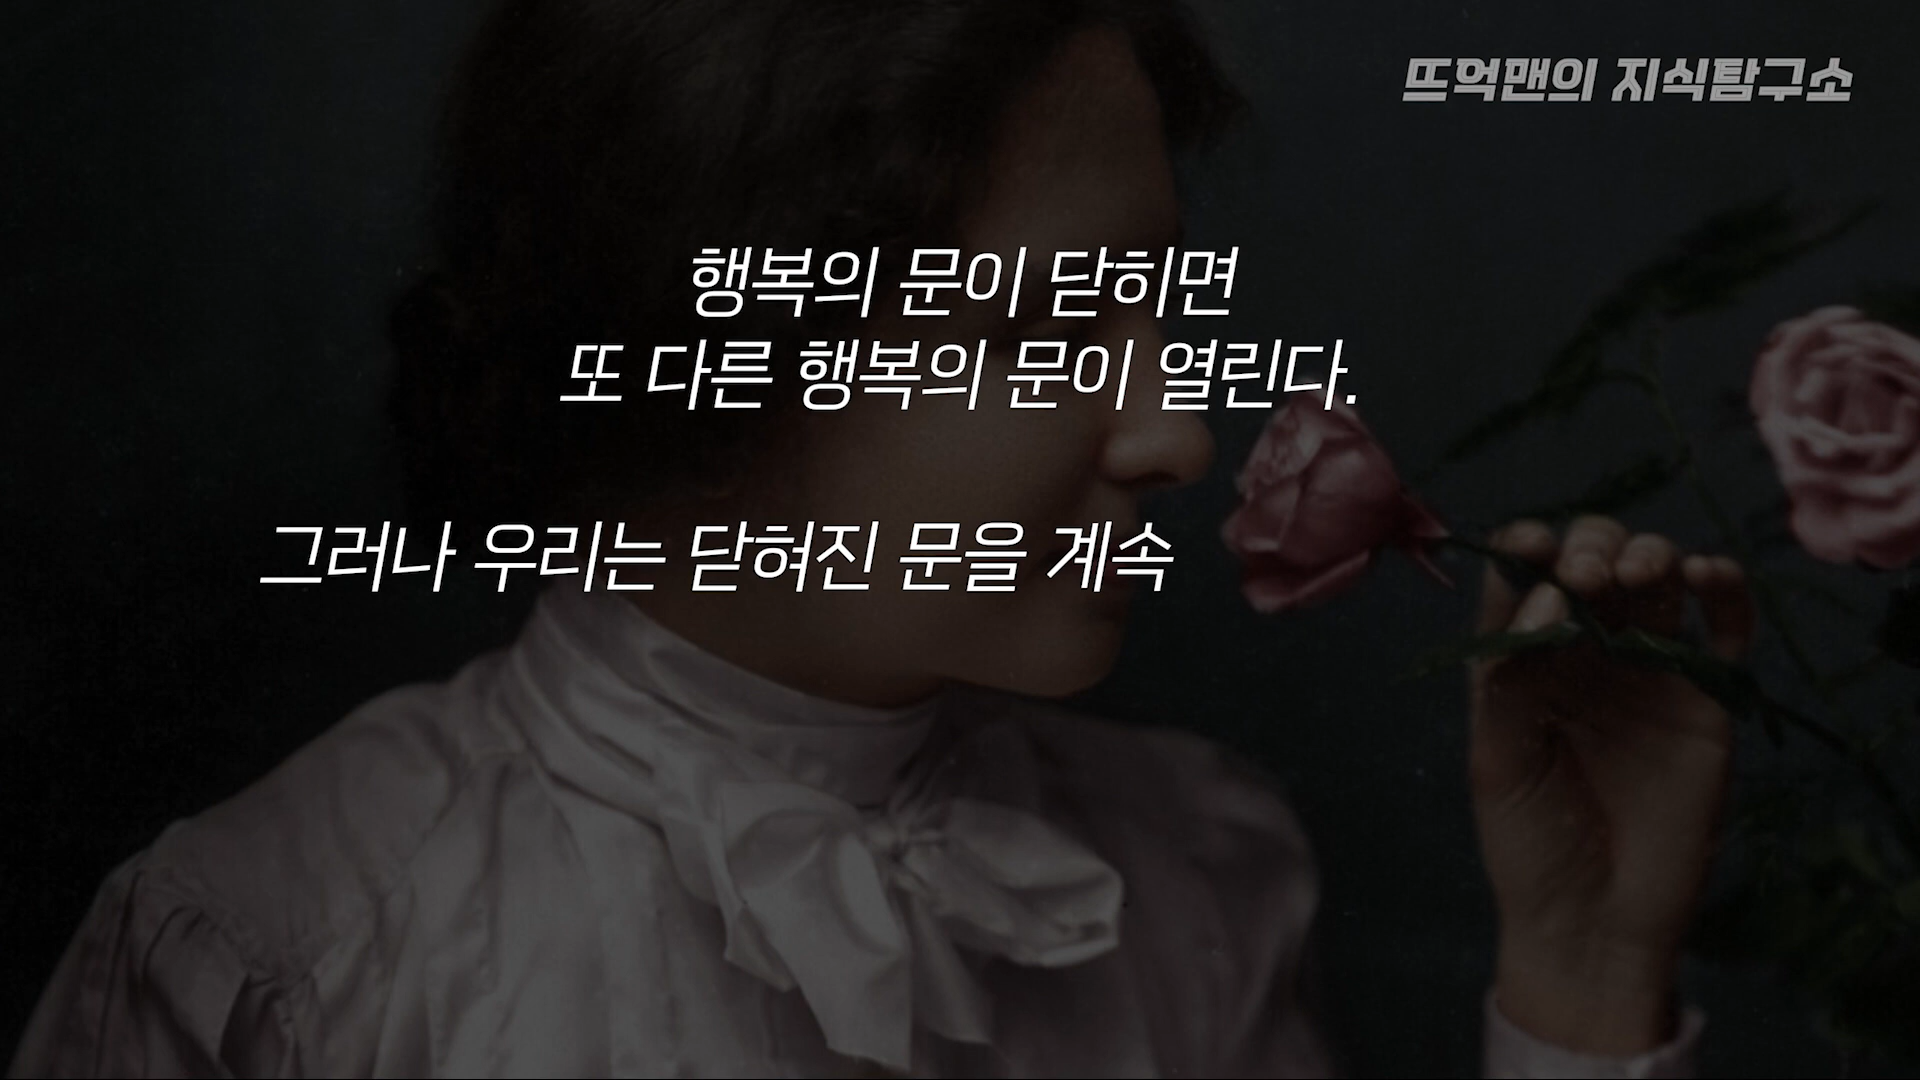 뜨억맨의 지식탐구소
행복의 문이 닫히면
또 다른 행복의 문이 열린다.
그러나 우리는 닫혀진 문을 계속